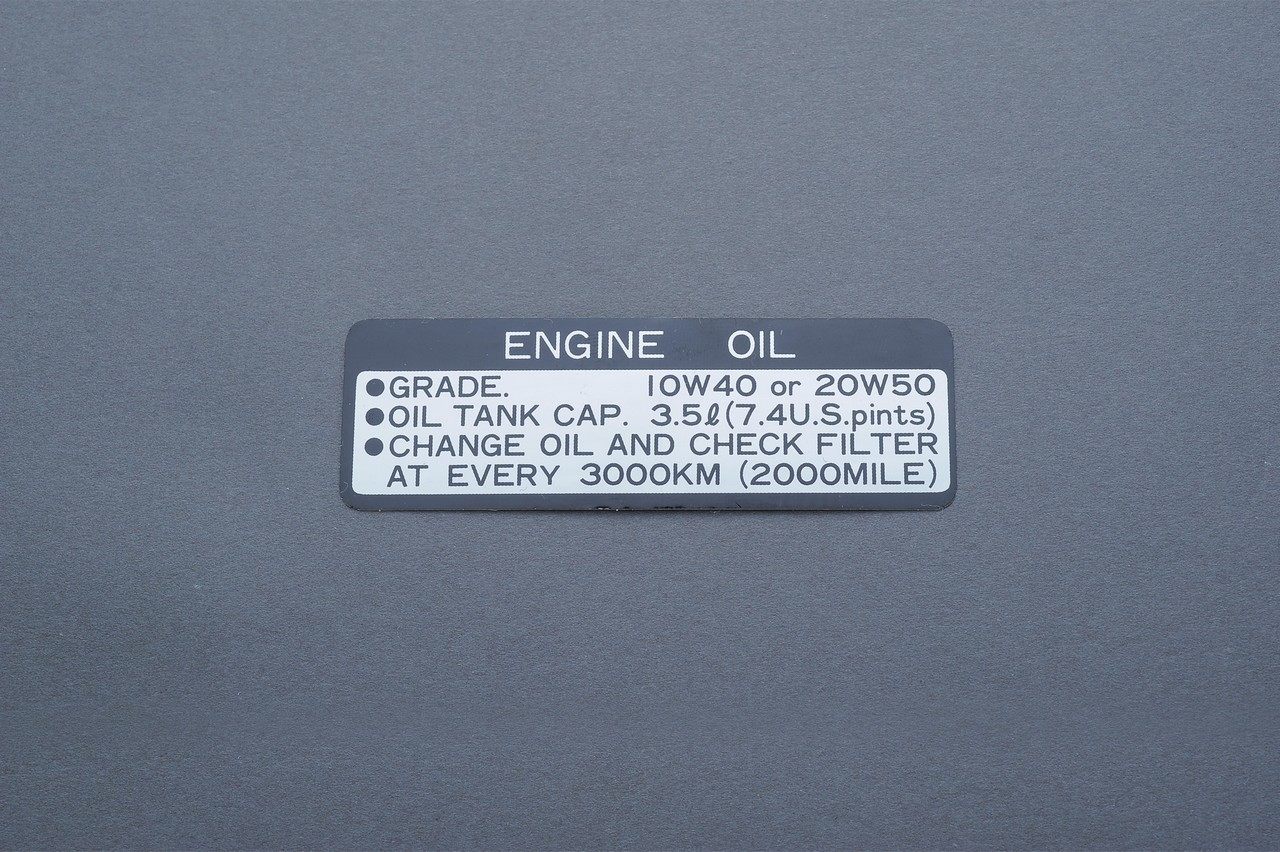 ENGINE OIL
●GRADE. 10W40 or 20W50
●OIL TANK CAP. 3.5ℓ(7.4U.S.pints)
●CHANGE OIL AND CHECK FILTER
AT EVERY 3000KM (2000MILE)